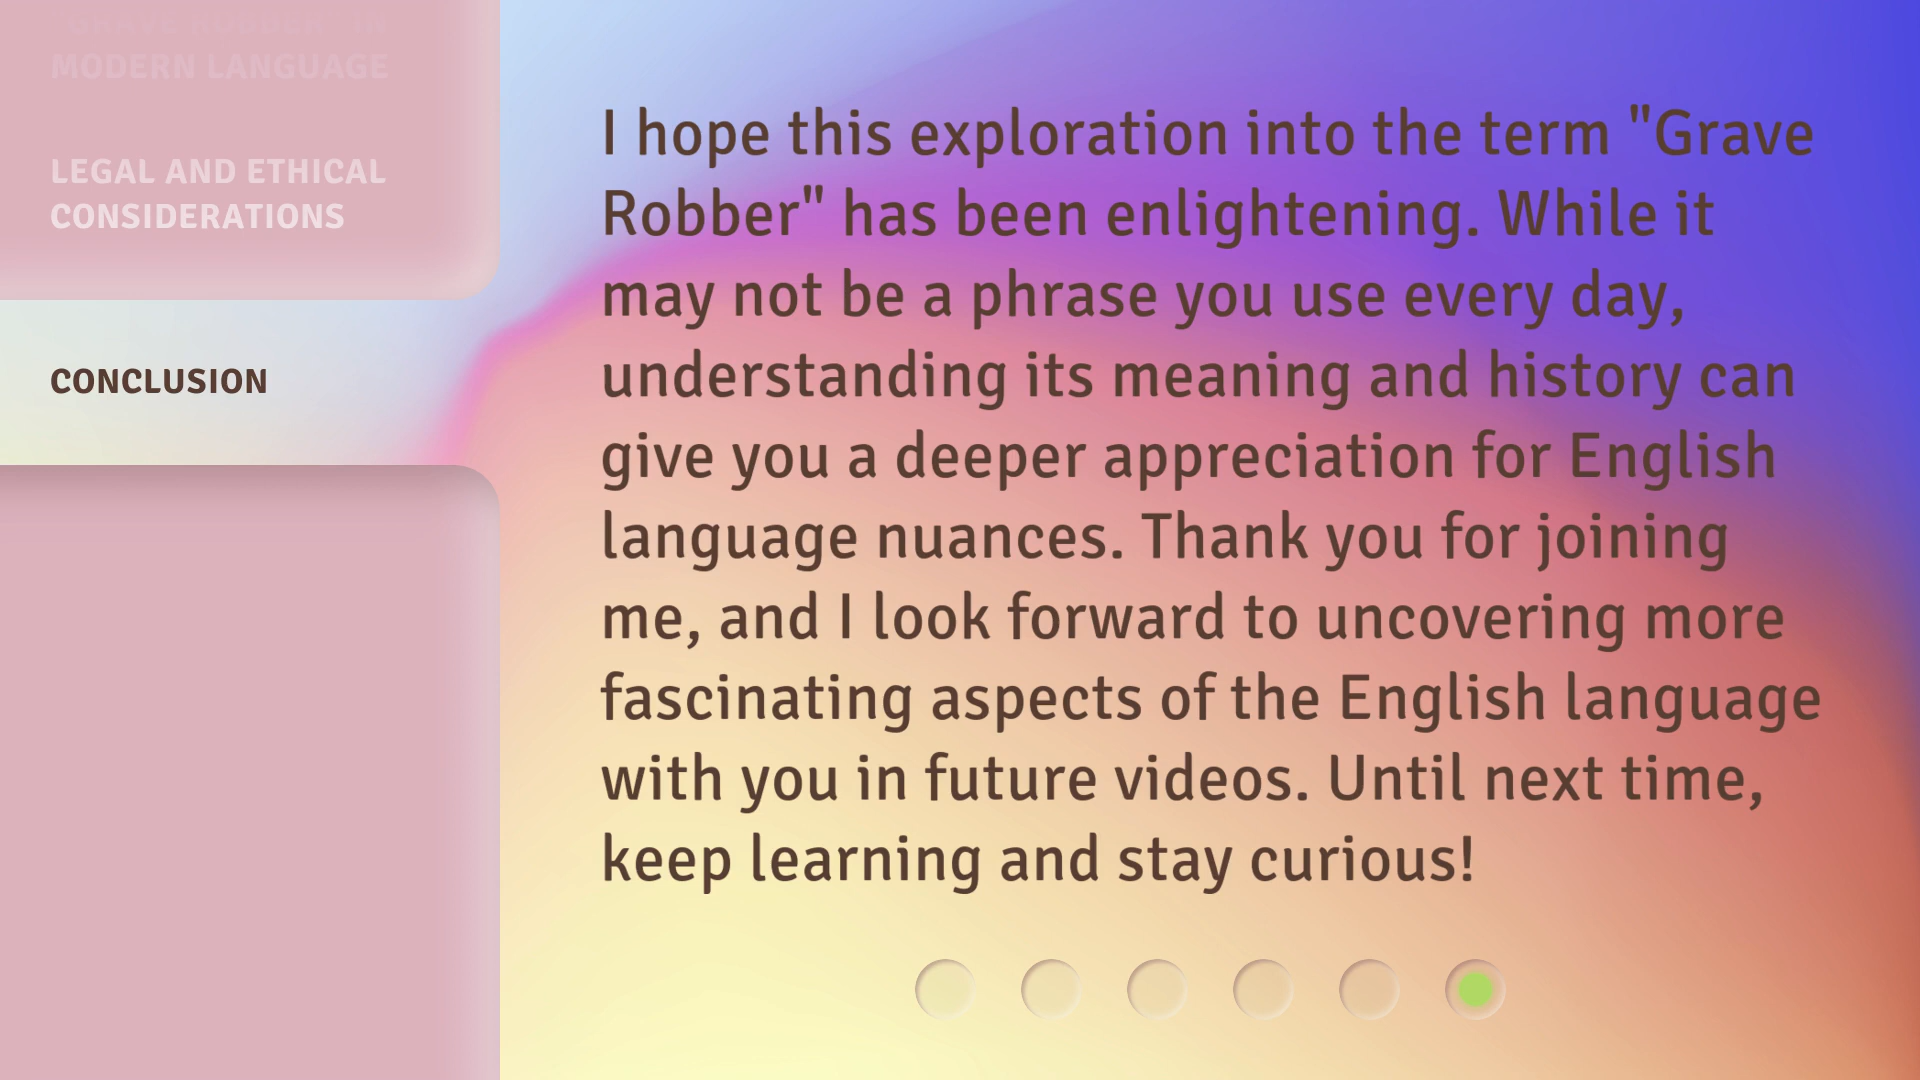 "GRAVE ROBBER" IN
MODERN LANGUAGE
LEGAL AND ETHICAL
CONSIDERATIONS
CONCLUSION
I hope this exploration into the term "Grave
Robber" has been enlightening. While it
may not be a phrase you use every day,
understanding its meaning and history can
give you a deeper appreciation for English
language nuances. Thank you for joining
me, and I look forward to uncovering more
fascinating aspects of the English language
with you in future videos. Until next time,
keep learning and stay curious!